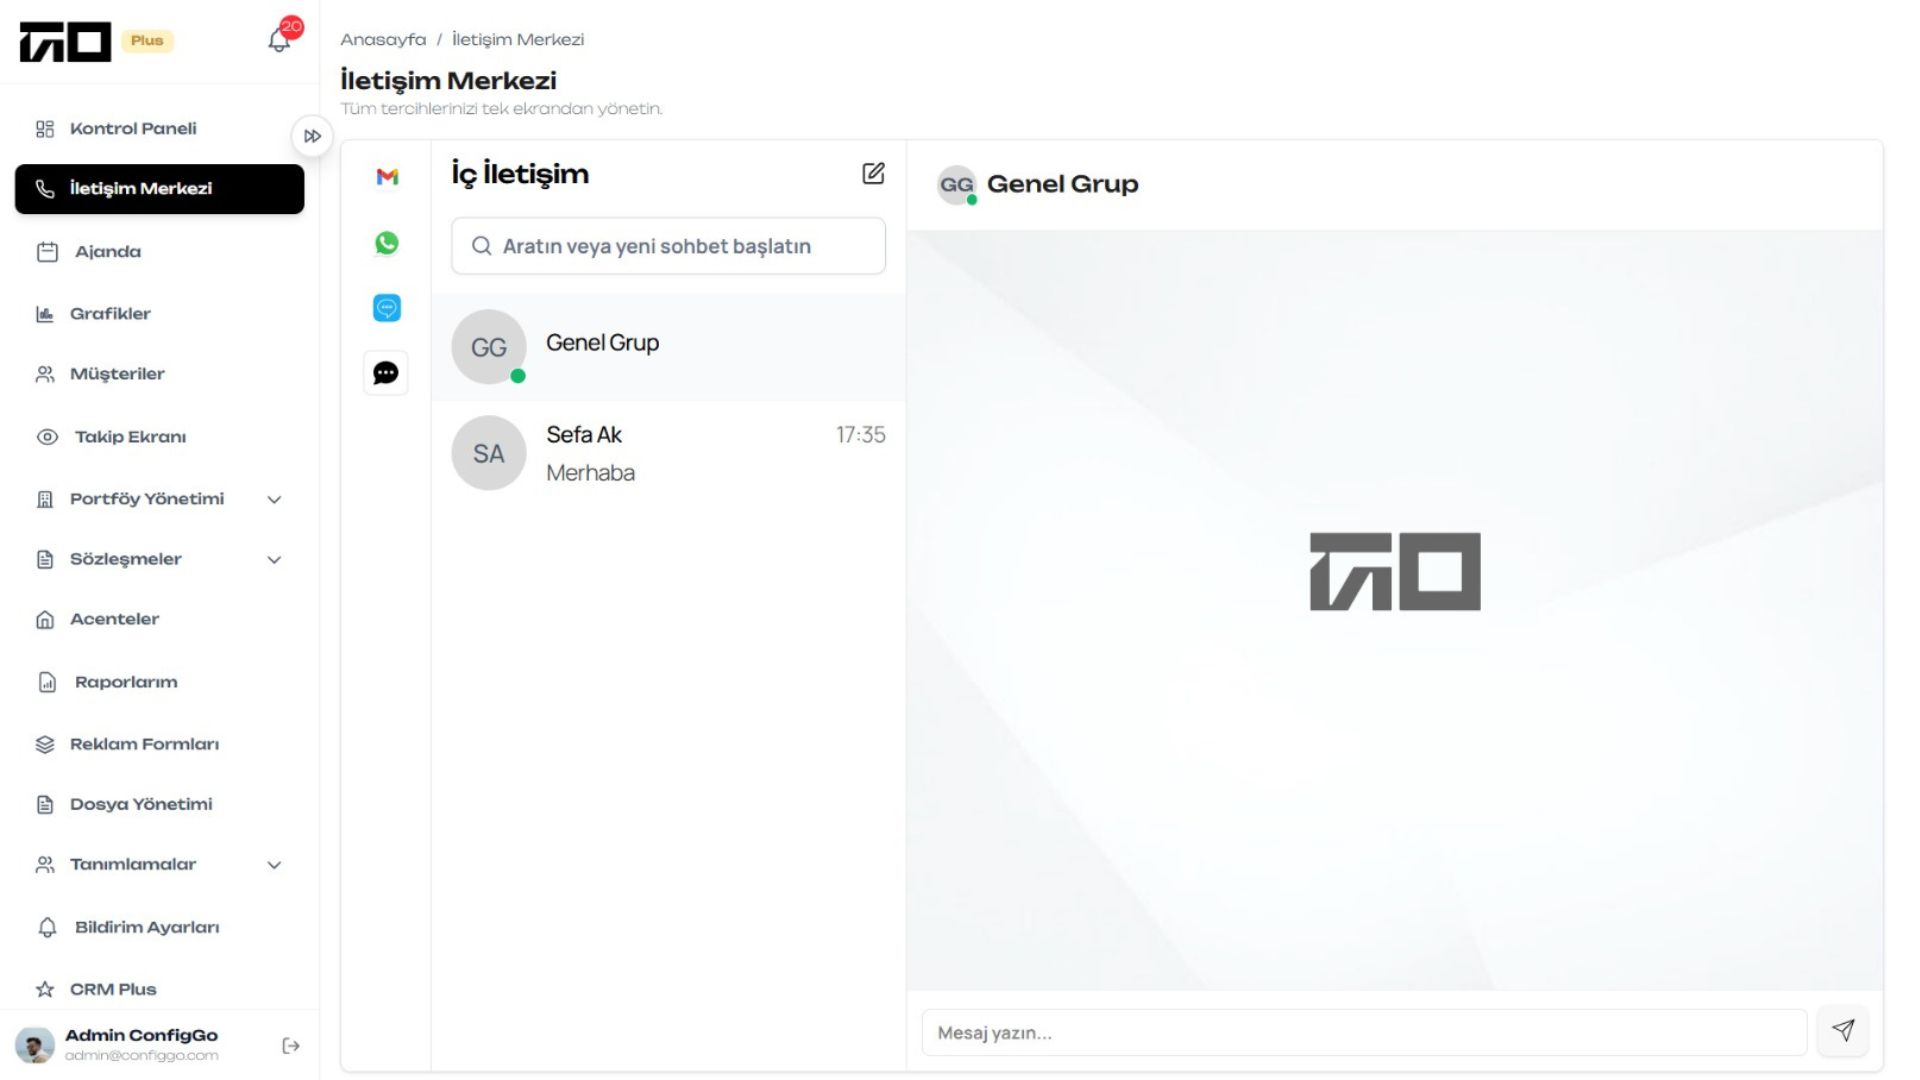 Plus
20
Kontrol Paneli
İletişim Merkezi
Ajanda
Grafikler
Müşteriler
Takip Ekranı
Portföy Yönetimi
Sözleşmeler
Acenteler
Raporlarım
Reklam Formları
Dosya Yönetimi
Tanımlamalar
Bildirim Ayarları
CRM Plus
Admin ConfigGo
admin@configgo.com
Anasayfa / İletişim Merkezi
İletişim Merkezi
Tüm tercihlerinizi tek ekrandan yönetin.
İç İletişim
Aratın veya yeni sohbet başlatın
GG
Genel Grup
SA
Sefa Ak
17:35
Merhaba
GG Genel Grup
Mesaj yazın...